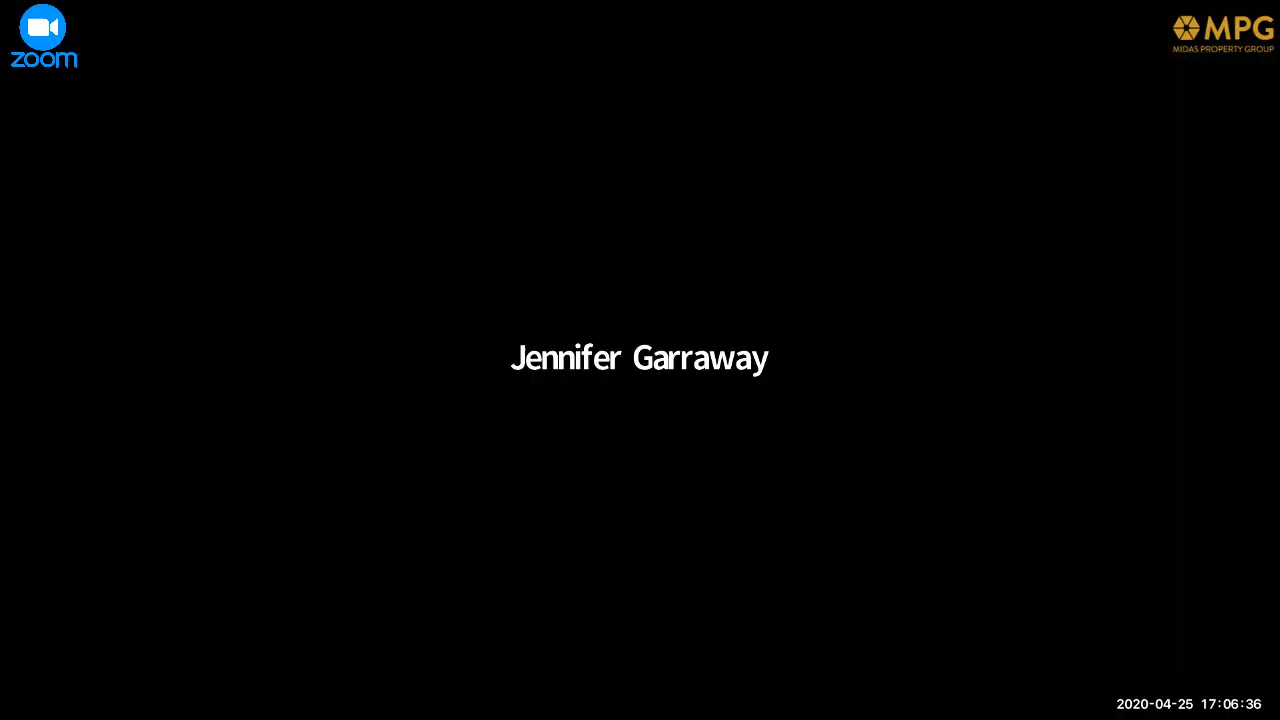 zoom
MPG
MIDAS PROPERTY GROUP
Jennifer Garraway
2020-04-25 17:06:36